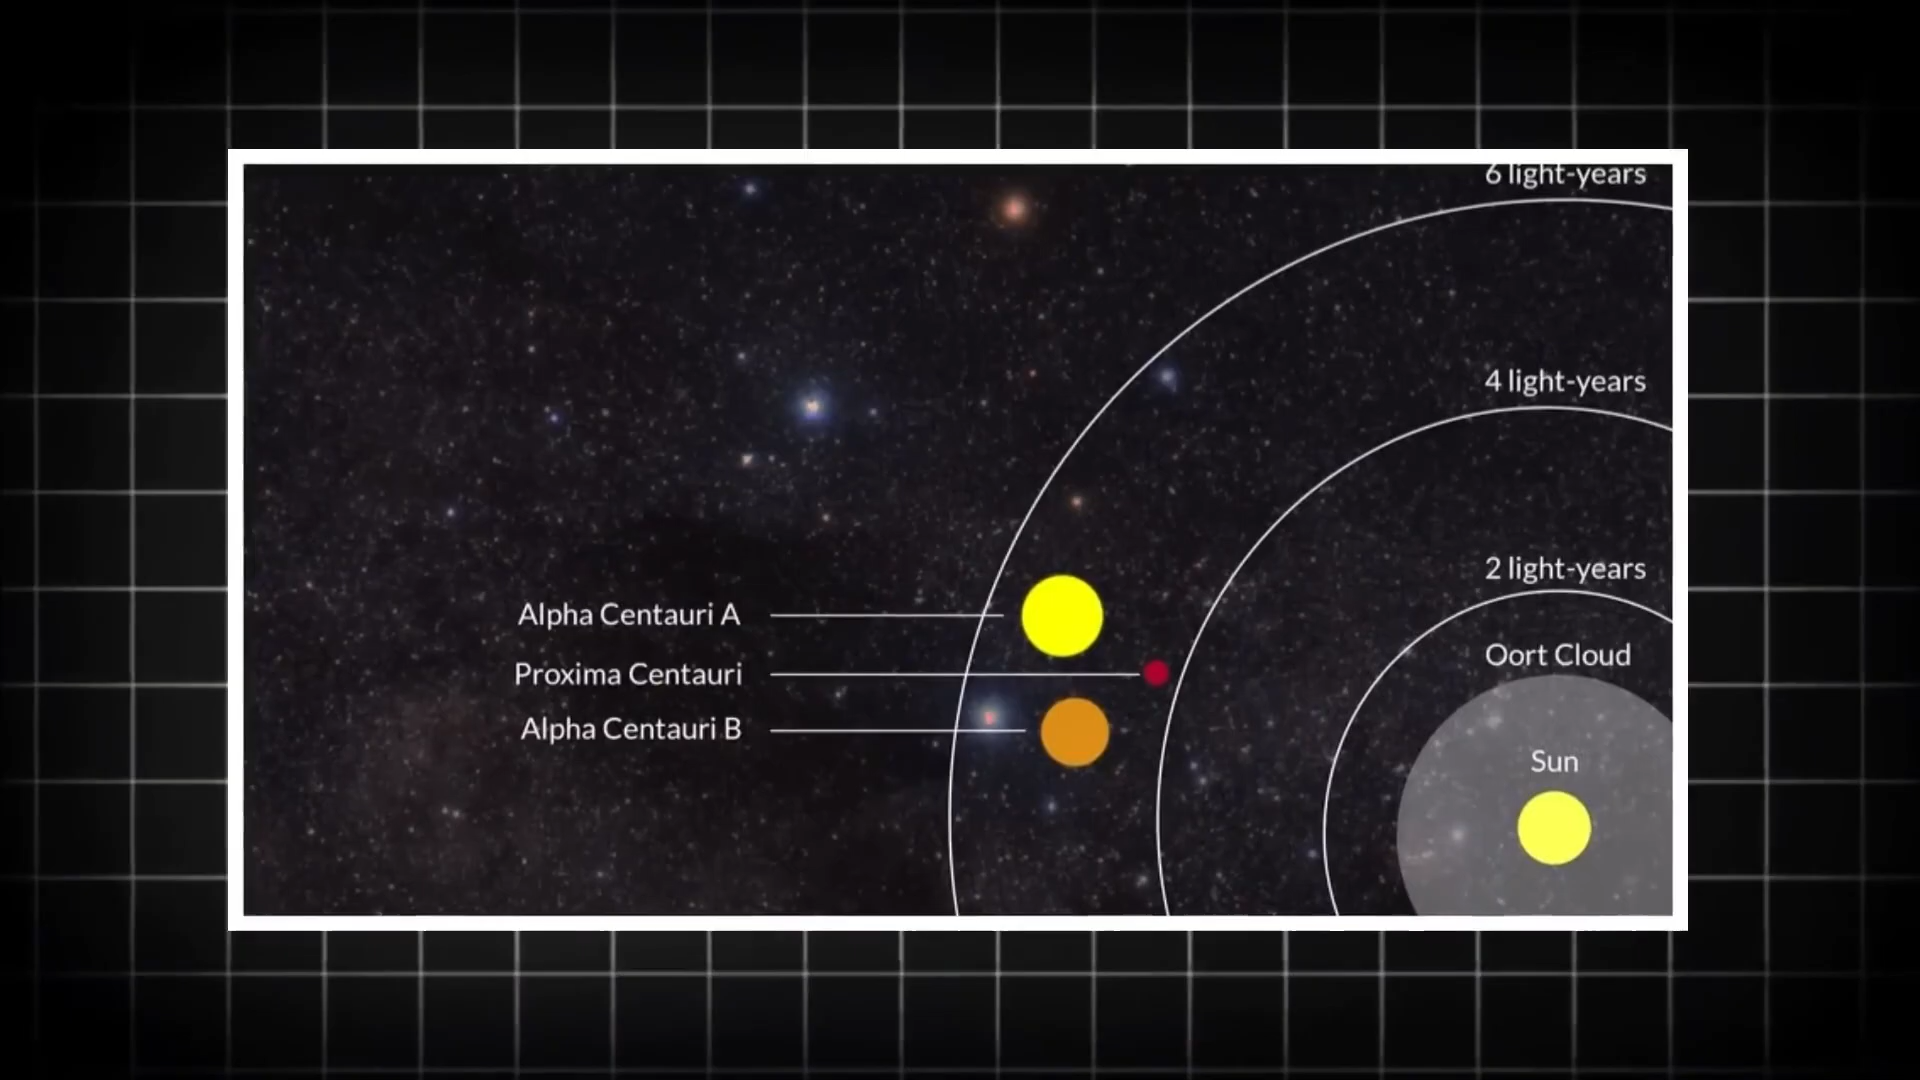 6 light-years
4 light-years
2 light-years
Oort Cloud
Sun
Alpha Centauri A
Proxima Centauri
Alpha Centauri B